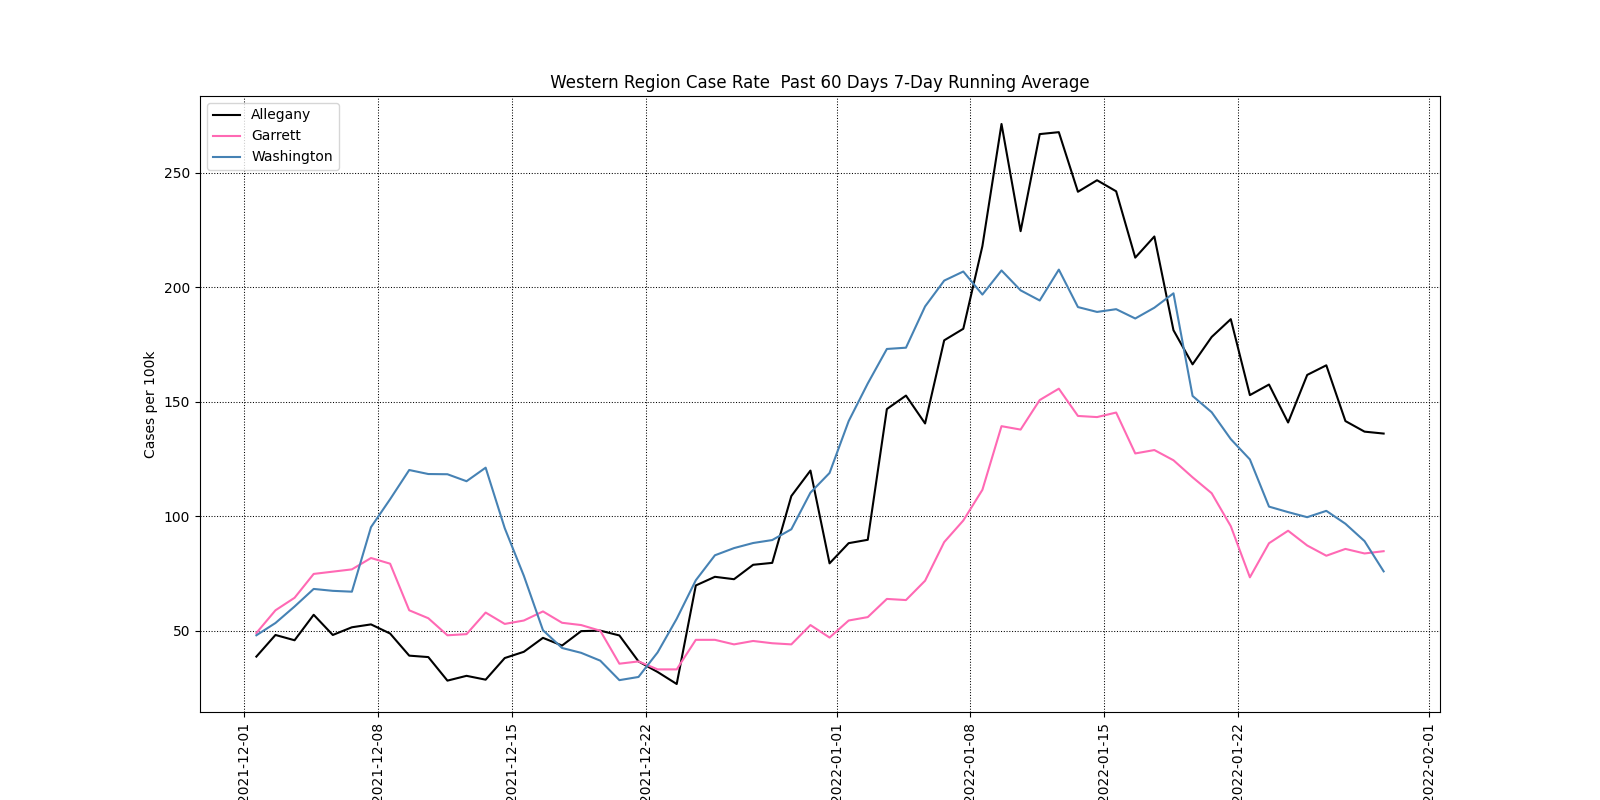 Western Region Case Rate  Past 60 Days 7-Day Running Average
Allegany
Garrett
Washington
Cases per 100k
250
200
150
100
50
2021-12-01
2021-12-08
2021-12-15
2021-12-22
2022-01-01
2022-01-08
2022-01-15
2022-01-22
2022-02-01